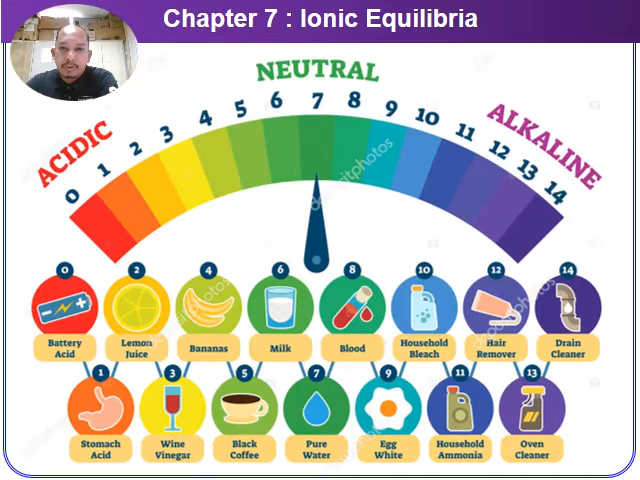 Chapter 7 : Ionic Equilibria
NEUTRAL
ACIDIC
ALKALINE
0 1 2 3 4 5 6 7 8 9 10 11 12 13 14
depositphotos
0 2 4 6 8 10 12 14
Battery Acid
Lemon Juice
Bananas
Milk
Blood
Household Bleach
Hair Remover
Drain Cleaner
1 3 5 7 9 11 13
Stomach Acid
Wine Vinegar
Black Coffee
Pure Water
Egg White
Household Ammonia
Oven Cleaner